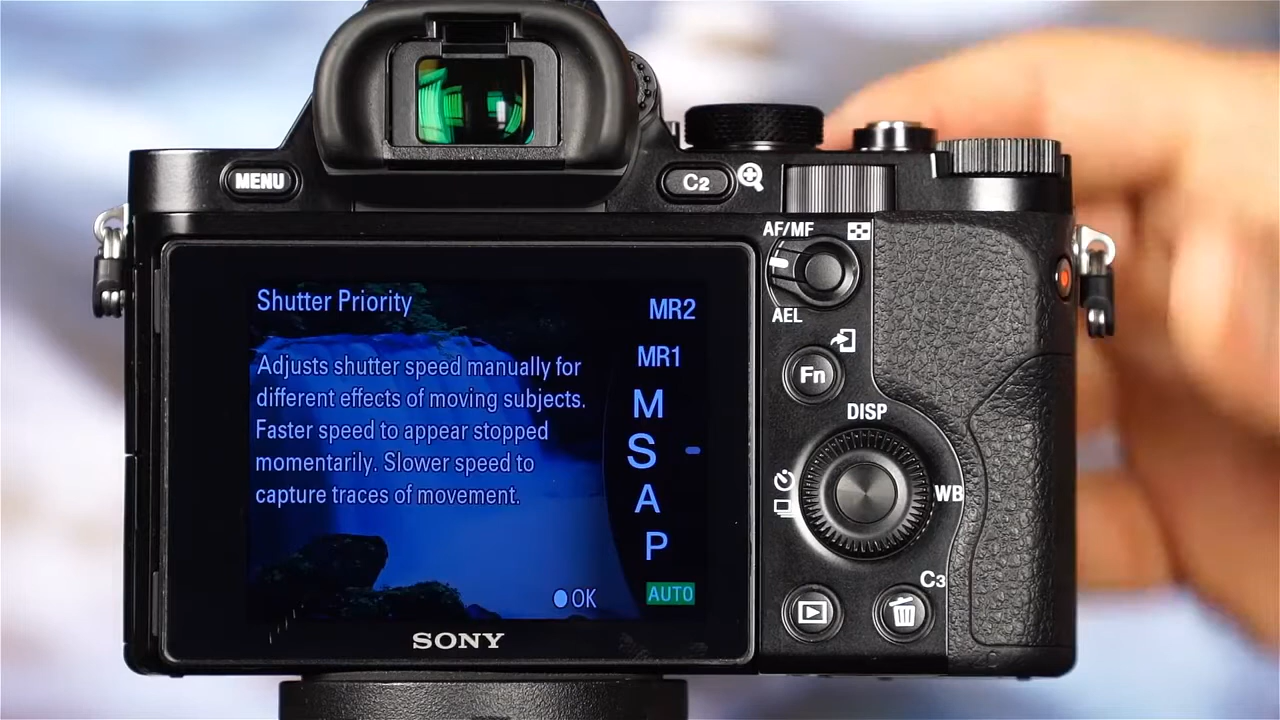 MENU
C2
AF/MF
AEL
Fn
DISP
WB
C3
Shutter Priority
Adjusts shutter speed manually for
different effects of moving subjects.
Faster speed to appear stopped
momentarily. Slower speed to
capture traces of movement.
OK
MR2
MR1
M
S
A
P
AUTO
SONY